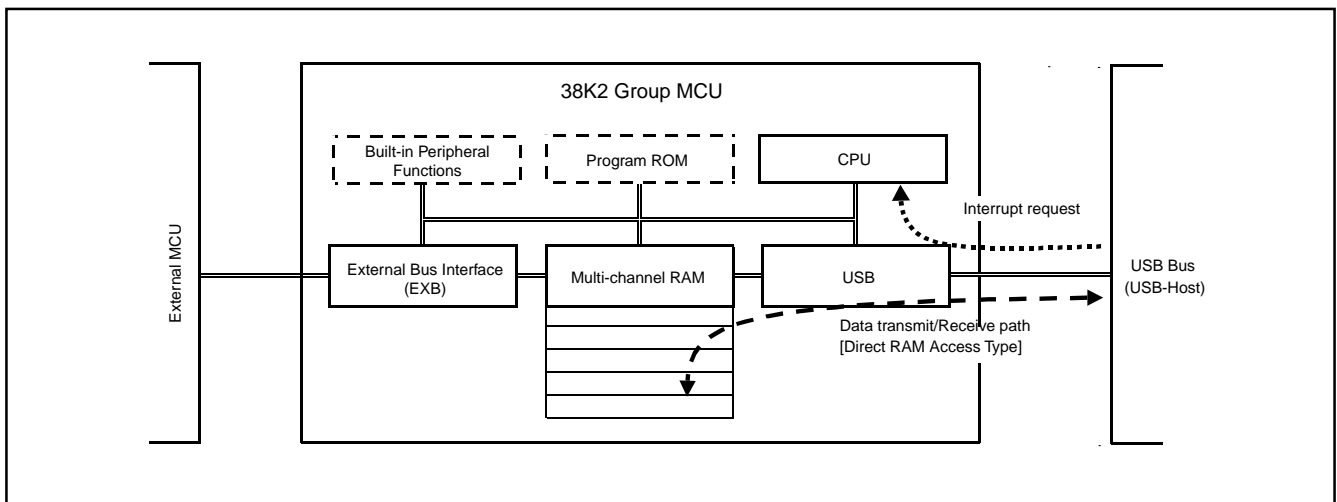 38K2 Group MCU
Built-in Peripheral
Functions
Program ROM
CPU
Interrupt request
External MCU
External Bus Interface
(EXB)
Multi-channel RAM
USB
USB Bus
(USB-Host)
Data transmit/Receive path
[Direct RAM Access Type]